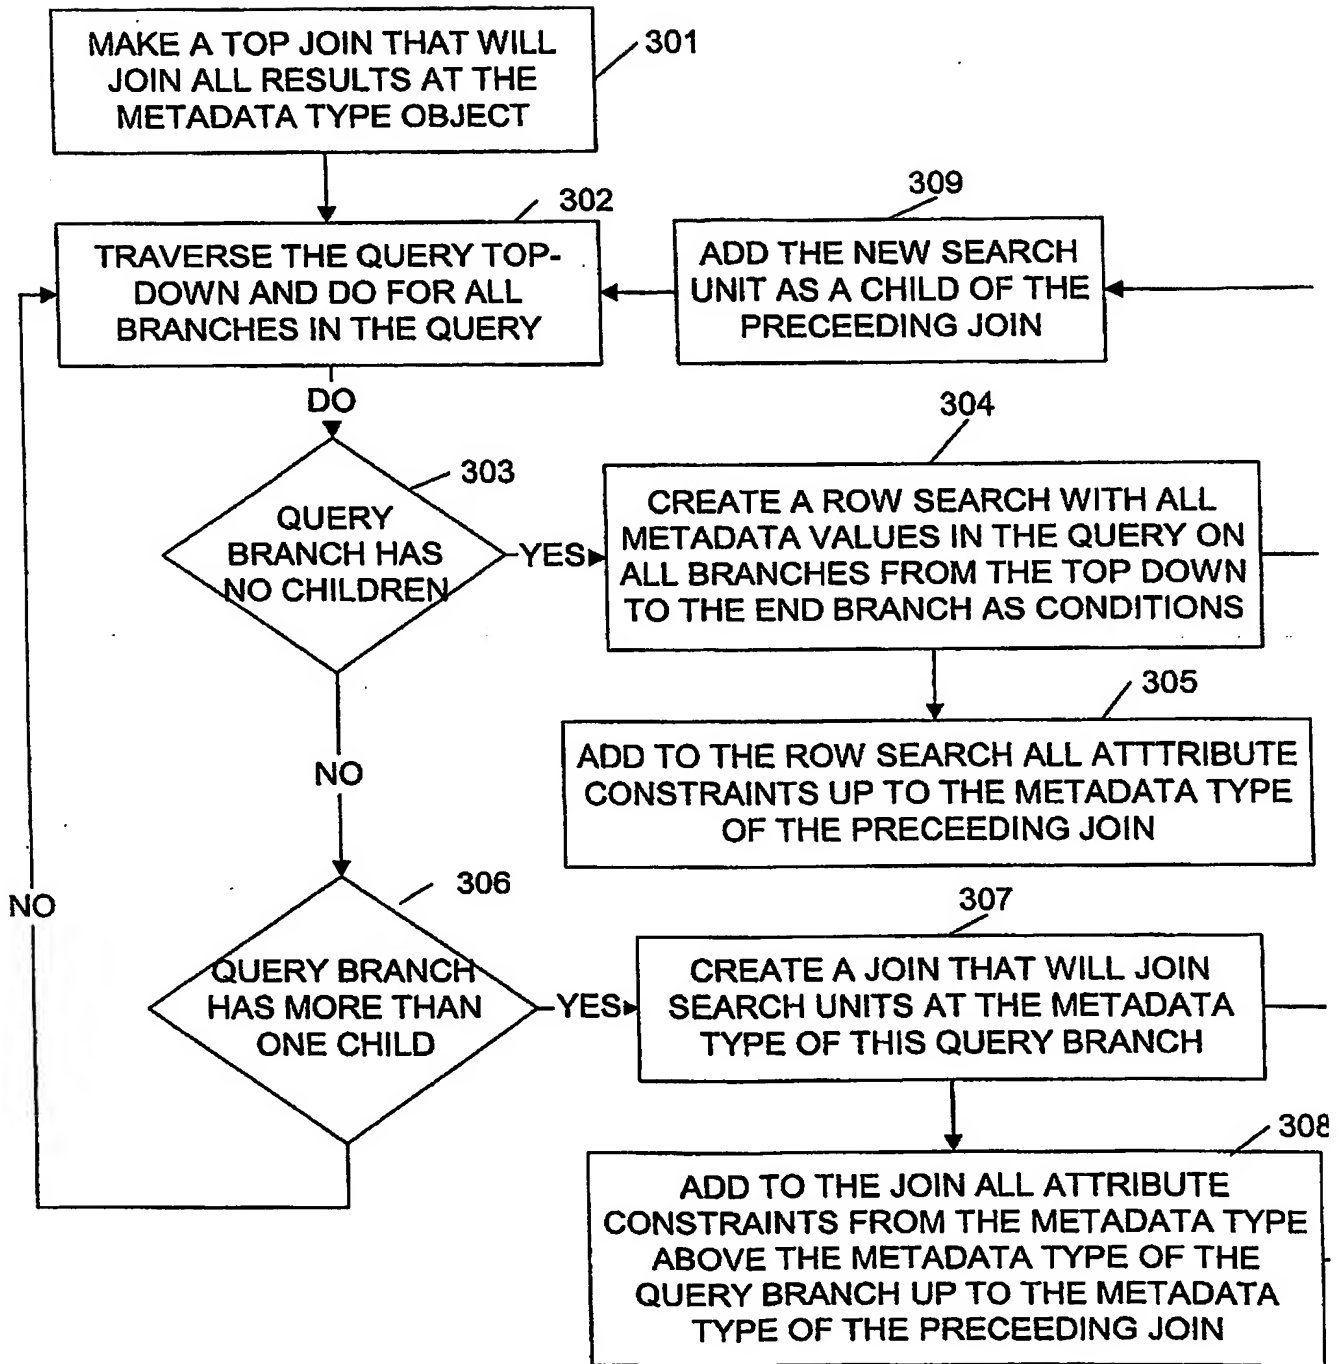 MAKE A TOP JOIN THAT WILL
JOIN ALL RESULTS AT THE
METADATA TYPE OBJECT
301
302
TRAVERSE THE QUERY TOP-
DOWN AND DO FOR ALL
BRANCHES IN THE QUERY
309
ADD THE NEW SEARCH
UNIT AS A CHILD OF THE
PRECEEDING JOIN
DO
303
QUERY
BRANCH HAS
NO CHILDREN
YES
304
CREATE A ROW SEARCH WITH ALL
METADATA VALUES IN THE QUERY ON
ALL BRANCHES FROM THE TOP DOWN
TO THE END BRANCH AS CONDITIONS
305
ADD TO THE ROW SEARCH ALL ATTTRIBUTE
CONSTRAINTS UP TO THE METADATA TYPE
OF THE PRECEEDING JOIN
NO
NO
306
QUERY BRANCH
HAS MORE THAN
ONE CHILD
YES
307
CREATE A JOIN THAT WILL JOIN
SEARCH UNITS AT THE METADATA
TYPE OF THIS QUERY BRANCH
308
ADD TO THE JOIN ALL ATTRIBUTE
CONSTRAINTS FROM THE METADATA TYPE
ABOVE THE METADATA TYPE OF THE
QUERY BRANCH UP TO THE METADATA
TYPE OF THE PRECEEDING JOIN